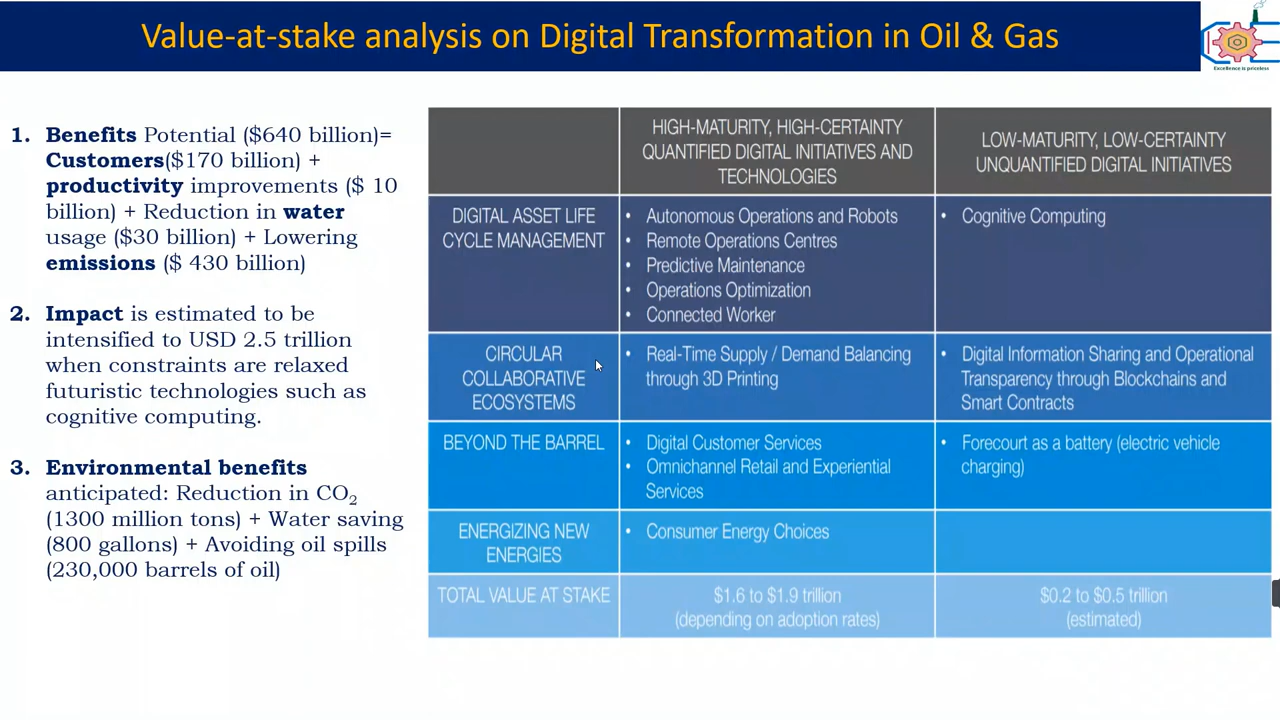 Value-at-stake analysis on Digital Transformation in Oil & Gas
Excellence is priceless
1. Benefits Potential ($640 billion)=
Customers($170 billion) +
productivity improvements ($ 10
billion) + Reduction in water
usage ($30 billion) + Lowering
emissions ($ 430 billion)
2. Impact is estimated to be
intensified to USD 2.5 trillion
when constraints are relaxed
futuristic technologies such as
cognitive computing.
3. Environmental benefits
anticipated: Reduction in CO₂
(1300 million tons) + Water saving
(800 gallons) + Avoiding oil spills
(230,000 barrels of oil)
HIGH-MATURITY, HIGH-CERTAINTY
QUANTIFIED DIGITAL INITIATIVES AND
TECHNOLOGIES
LOW-MATURITY, LOW-CERTAINTY
UNQUANTIFIED DIGITAL INITIATIVES
DIGITAL ASSET LIFE
CYCLE MANAGEMENT
• Autonomous Operations and Robots
• Remote Operations Centres
• Predictive Maintenance
• Operations Optimization
• Connected Worker
• Cognitive Computing
CIRCULAR
COLLABORATIVE
ECOSYSTEMS
• Real-Time Supply / Demand Balancing
through 3D Printing
• Digital Information Sharing and Operational
Transparency through Blockchains and
Smart Contracts
BEYOND THE BARREL
• Digital Customer Services
• Omnichannel Retail and Experiential
Services
• Forecourt as a battery (electric vehicle
charging)
ENERGIZING NEW
ENERGIES
• Consumer Energy Choices
TOTAL VALUE AT STAKE
$1.6 to $1.9 trillion
(depending on adoption rates)
$0.2 to $0.5 trillion
(estimated)